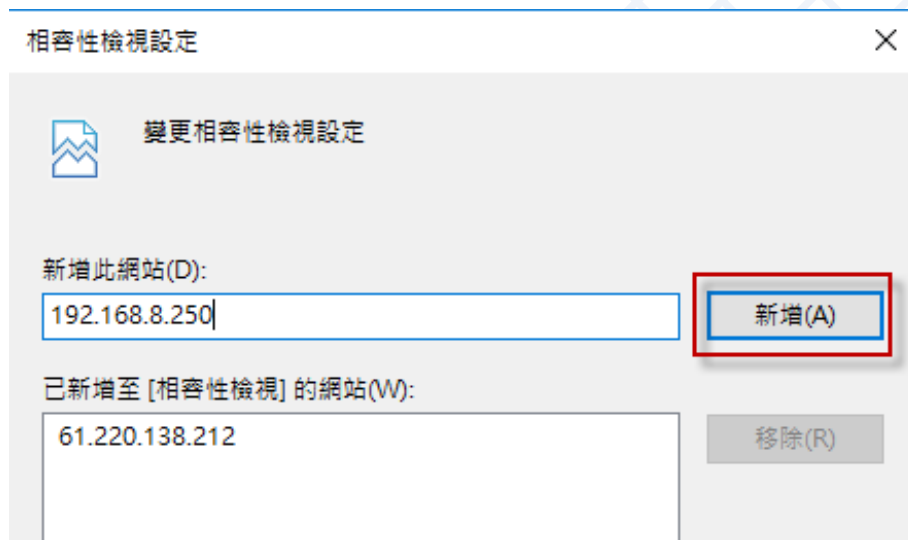 相容性檢視設定
變更相容性檢視設定
新增此網站(D):
192.168.8.250
新增(A)
已新增至 [相容性檢視] 的網站(W):
61.220.138.212
移除(R)